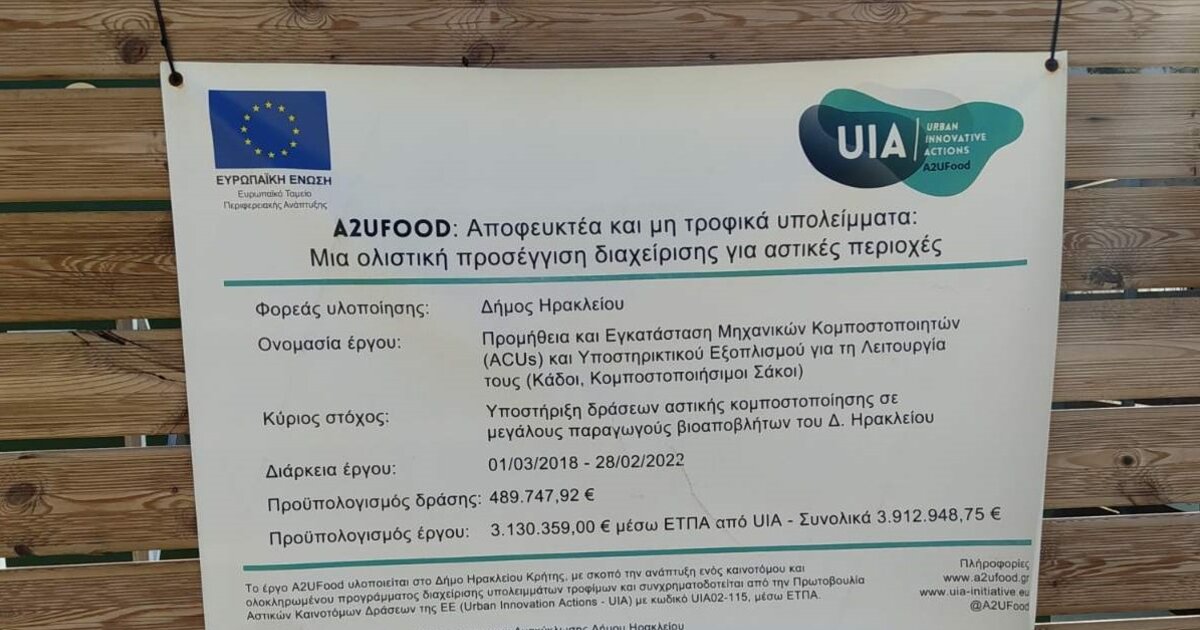 ΕΥΡΩΠΑΪΚΗ ΕΝΩΣΗ
Ευρωπαϊκό Ταμείο
Περιφερειακής Ανάπτυξης
UIA
URBAN
INNOVATIVE
ACTIONS
A2UFood
A2UFOOD: Αποφευκτέα και μη τροφικά υπολείμματα:
Μια ολιστική προσέγγιση διαχείρισης για αστικές περιοχές
Φορεάς υλοποίησης: Δήμος Ηρακλείου
Ονομασία έργου: Προμήθεια και Εγκατάσταση Μηχανικών Κομποστοποιητών
(ACUs) και Υποστηρικτικού Εξοπλισμού για τη Λειτουργία
τους (Κάδοι, Κομποστοποιήσιμοι Σάκοι)
Κύριος στόχος: Υποστήριξη δράσεων αστικής κομποστοποίησης σε
μεγάλους παραγωγούς βιοαποβλήτων του Δ. Ηρακλείου
Διάρκεια έργου: 01/03/2018 - 28/02/2022
Προϋπολογισμός δράσης: 489.747,92 €
Προϋπολογισμός έργου: 3.130.359,00 € μέσω ΕΤΠΑ από UIA - Συνολικά 3.912.948,75 €
Το έργο A2UFood υλοποιείται στο Δήμο Ηρακλείου Κρήτης, με σκοπό την ανάπτυξη ενός καινοτόμου και
ολοκληρωμένου προγράμματος διαχείρισης υπολειμμάτων τροφίμων και συγχρηματοδοτείται από την Πρωτοβουλία
Αστικών Καινοτόμων Δράσεων της ΕΕ (Urban Innovation Actions - UIA) με κωδικό UIA02-115, μέσω ΕΤΠΑ.
Πληροφορίες
www.a2ufood.gr
www.uia-initiative.eu
@A2UFood
Δήμου Ηρακλείου